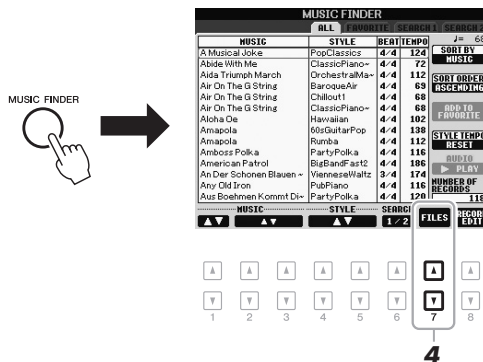 MUSIC FINDER
MUSIC FINDER
ALL FAVORITE SEARCH 1 SEARCH 2
MUSIC STYLE BEAT TEMPO
A Musical Joke PopClassics 4/4 124
Abide With Me ClassicPiano~ 4/4 72
Aida Triumph March OrchestralMa~ 4/4 112
Air On The G String BaroqueAir 4/4 69
Air On The G String Chillout1 4/4 68
Air On The G String ClassicPiano~ 4/4 68
Aloha Oe Hawaiian 4/4 102
Amapola 60sGuitarPop 4/4 138
Amapola Rumba 4/4 112
Amboss Polka PartyPolka 4/4 116
American Patrol BigBandFast2 4/4 186
An Der Schonen Blauen ~ VienneseWaltz 3/4 174
Any Old Iron PubPiano 4/4 116
Aus Boehmen Kommt Di~ PartyPolka 4/4 120
♩= 68
SORT BY
MUSIC
SORT ORDER
ASCENDING
ADD TO
FAVORITE
STYLE TEMPO
RESET
AUDIO
▶ PLAY
NUMBER OF
RECORDS
118
MUSIC STYLE SEARCH
▲▼ ▲▼ ▲▼ 1/2 FILES RECORD
EDIT
1 2 3 4 5 6 7 8
4